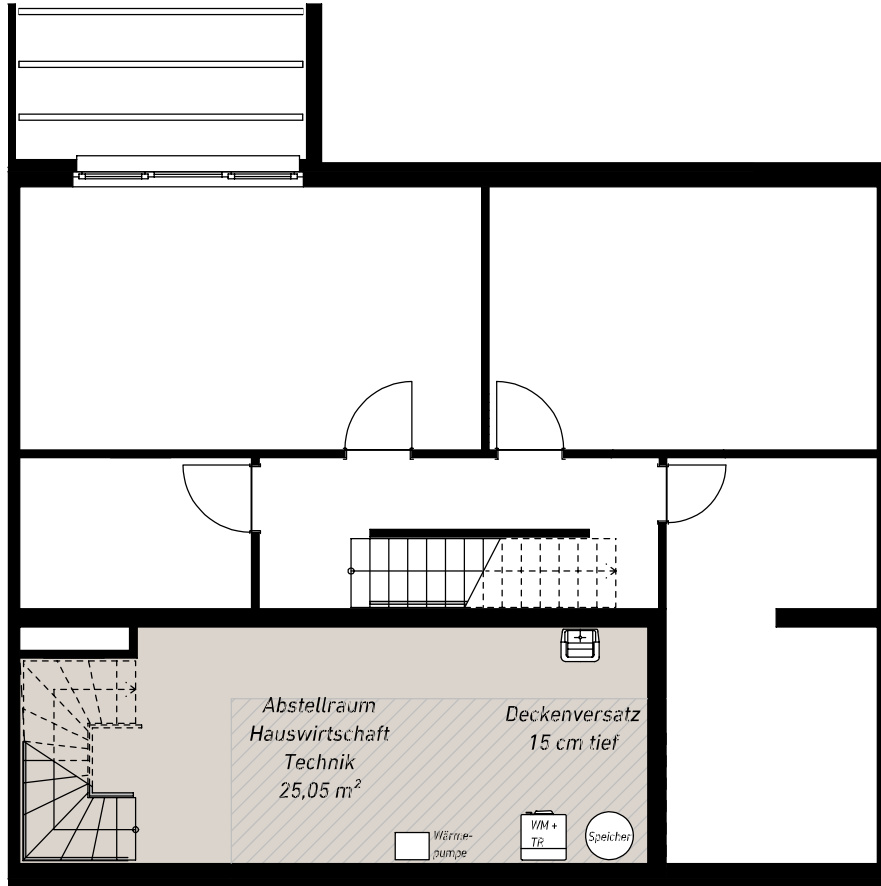 Abstellraum
Hauswirtschaft
Technik
25,05 m²
Deckenversatz
15 cm tief
Wärme-
pumpe
WM +
TR
Speicher